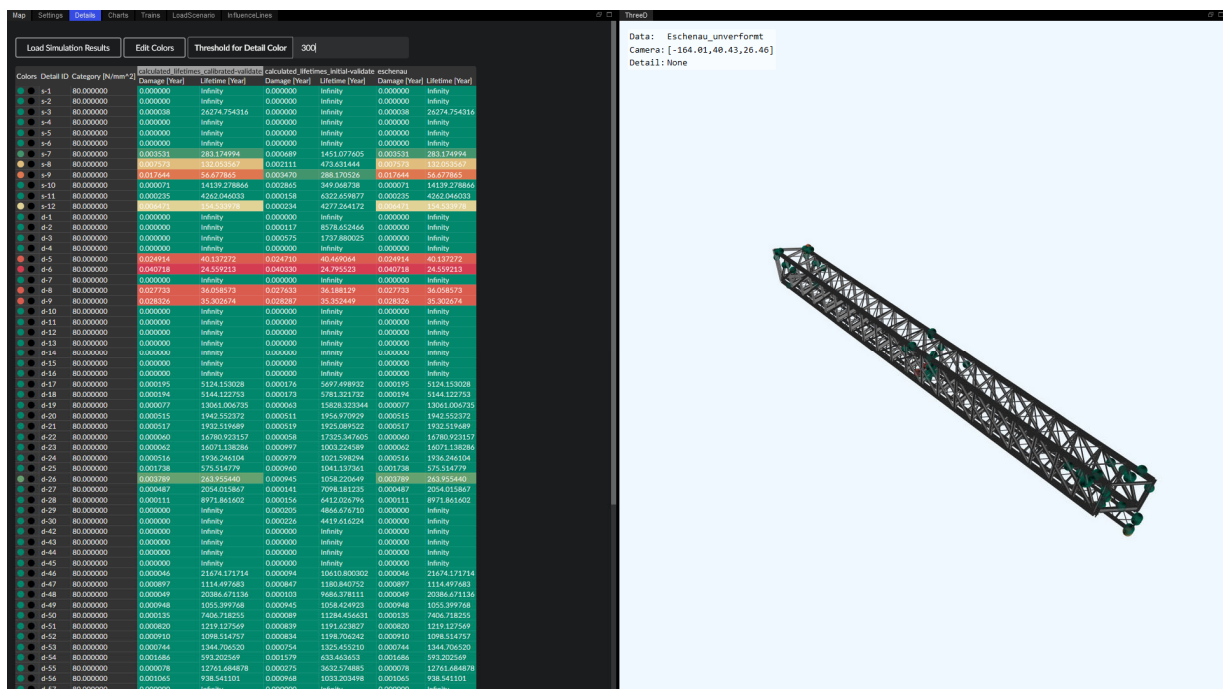 Map Settings Details Charts Trains LoadScenario InfluenceLines
ThreeD
Load Simulation Results Edit Colors Threshold for Detail Color 300
Data: Eschenau_unverformt
Camera: [-164.01,40.43,26.46]
Detail: None
calculated_lifetimes_calibrated-validate calculated_lifetimes_initial-validate eschenau
Colors Detail ID Category [N/mm^2] Damage [Year] Lifetime [Year] Damage [Year] Lifetime [Year] Damage [Year] Lifetime [Year]
s-1 80.000000 0.000000 Infinity 0.000000 Infinity 0.000000 Infinity
s-2 80.000000 0.000000 Infinity 0.000000 Infinity 0.000000 Infinity
s-3 80.000000 0.000038 26274.754316 0.000000 Infinity 0.000038 26274.754316
s-4 80.000000 0.000000 Infinity 0.000000 Infinity 0.000000 Infinity
s-5 80.000000 0.000000 Infinity 0.000000 Infinity 0.000000 Infinity
s-6 80.000000 0.000000 Infinity 0.000000 Infinity 0.000000 Infinity
s-7 80.000000 0.003531 283.174994 0.000689 1451.077605 0.003531 283.174994
s-8 80.000000 0.007573 132.053567 0.002111 473.631444 0.007573 132.053567
s-9 80.000000 0.017644 56.677865 0.003470 288.170526 0.017644 56.677865
s-10 80.000000 0.000071 14139.278866 0.002865 349.068738 0.000071 14139.278866
s-11 80.000000 0.000235 4262.046033 0.000158 6322.659877 0.000235 4262.046033
s-12 80.000000 0.006471 154.533978 0.000234 4277.264172 0.006471 154.533978
d-1 80.000000 0.000000 Infinity 0.000000 Infinity 0.000000 Infinity
d-2 80.000000 0.000000 Infinity 0.000117 8578.652466 0.000000 Infinity
d-3 80.000000 0.000000 Infinity 0.000575 1737.880025 0.000000 Infinity
d-4 80.000000 0.000000 Infinity 0.000000 Infinity 0.000000 Infinity
d-5 80.000000 0.024914 40.137272 0.024710 40.469064 0.024914 40.137272
d-6 80.000000 0.040718 24.559213 0.040330 24.795523 0.040718 24.559213
d-7 80.000000 0.000000 Infinity 0.000000 Infinity 0.000000 Infinity
d-8 80.000000 0.027733 36.058573 0.027633 36.188129 0.027733 36.058573
d-9 80.000000 0.028326 35.302674 0.028287 35.352449 0.028326 35.302674
d-10 80.000000 0.000000 Infinity 0.000000 Infinity 0.000000 Infinity
d-11 80.000000 0.000000 Infinity 0.000000 Infinity 0.000000 Infinity
d-12 80.000000 0.000000 Infinity 0.000000 Infinity 0.000000 Infinity
d-13 80.000000 0.000000 Infinity 0.000000 Infinity 0.000000 Infinity
d-14 80.000000 0.000000 Infinity 0.000000 Infinity 0.000000 Infinity
d-15 80.000000 0.000000 Infinity 0.000000 Infinity 0.000000 Infinity
d-16 80.000000 0.000000 Infinity 0.000000 Infinity 0.000000 Infinity
d-17 80.000000 0.000195 5124.153028 0.000176 5697.498932 0.000195 5124.153028
d-18 80.000000 0.000194 5144.122753 0.000173 5781.321732 0.000194 5144.122753
d-19 80.000000 0.000077 13061.006735 0.000063 15828.323344 0.000077 13061.006735
d-20 80.000000 0.000515 1942.552372 0.000511 1956.970929 0.000515 1942.552372
d-21 80.000000 0.000517 1932.519689 0.000519 1925.089522 0.000517 1932.519689
d-22 80.000000 0.000060 16780.923157 0.000058 17325.347605 0.000060 16780.923157
d-23 80.000000 0.000062 16071.138286 0.000997 1003.224589 0.000062 16071.138286
d-24 80.000000 0.000516 1936.246104 0.000979 1021.598294 0.000516 1936.246104
d-25 80.000000 0.001738 575.514779 0.000960 1041.137361 0.001738 575.514779
d-26 80.000000 0.003789 263.955440 0.000945 1058.220649 0.003789 263.955440
d-27 80.000000 0.000487 2054.015867 0.000141 7098.181235 0.000487 2054.015867
d-28 80.000000 0.000111 8971.861602 0.000156 6412.026796 0.000111 8971.861602
d-29 80.000000 0.000000 Infinity 0.000205 4866.676710 0.000000 Infinity
d-30 80.000000 0.000000 Infinity 0.000226 4419.616224 0.000000 Infinity
d-42 80.000000 0.000000 Infinity 0.000000 Infinity 0.000000 Infinity
d-43 80.000000 0.000000 Infinity 0.000000 Infinity 0.000000 Infinity
d-44 80.000000 0.000000 Infinity 0.000000 Infinity 0.000000 Infinity
d-45 80.000000 0.000000 Infinity 0.000000 Infinity 0.000000 Infinity
d-46 80.000000 0.000046 21674.171714 0.000094 10610.800302 0.000046 21674.171714
d-47 80.000000 0.000897 1114.497683 0.000847 1180.840752 0.000897 1114.497683
d-48 80.000000 0.000049 20386.671136 0.000103 9686.378111 0.000049 20386.671136
d-49 80.000000 0.000948 1055.399768 0.000945 1058.424923 0.000948 1055.399768
d-50 80.000000 0.000135 7406.718255 0.000089 11284.456631 0.000135 7406.718255
d-51 80.000000 0.000820 1219.127569 0.000839 1191.623827 0.000820 1219.127569
d-52 80.000000 0.000910 1098.514757 0.000834 1198.706242 0.000910 1098.514757
d-53 80.000000 0.000744 1344.706520 0.000754 1325.455210 0.000744 1344.706520
d-54 80.000000 0.001686 593.202569 0.001579 633.463653 0.001686 593.202569
d-55 80.000000 0.000078 12761.684878 0.000275 3632.574885 0.000078 12761.684878
d-56 80.000000 0.001065 938.541101 0.000968 1033.203498 0.001065 938.541101